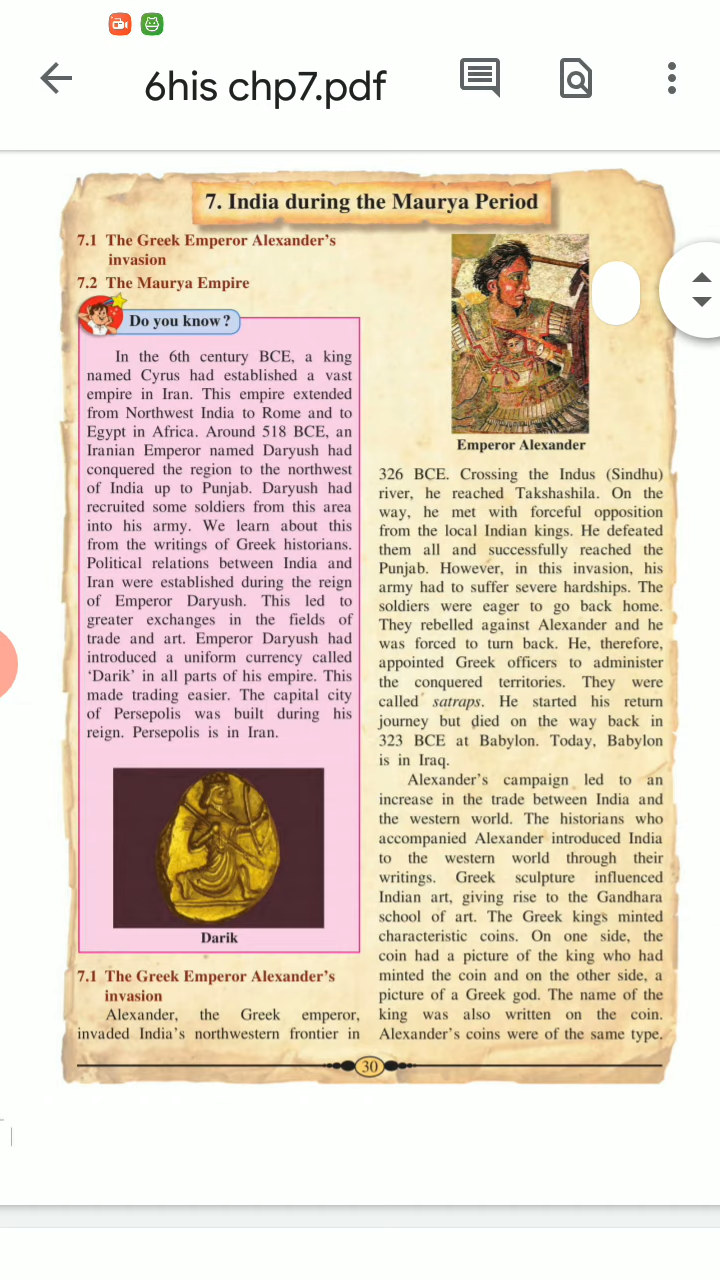 6his chp7.pdf
7. India during the Maurya Period
7.1 The Greek Emperor Alexander's
invasion
7.2 The Maurya Empire
Do you know?
In the 6th century BCE, a king
named Cyrus had established a vast
empire in Iran. This empire extended
from Northwest India to Rome and to
Egypt in Africa. Around 518 BCE, an
Iranian Emperor named Daryush had
conquered the region to the northwest
of India up to Punjab. Daryush had
recruited some soldiers from this area
into his army. We learn about this
from the writings of Greek historians.
Political relations between India and
Iran were established during the reign
of Emperor Daryush. This led to
greater exchanges in the fields of
trade and art. Emperor Daryush had
introduced a uniform currency called
‘Darik’ in all parts of his empire. This
made trading easier. The capital city
of Persepolis was built during his
reign. Persepolis is in Iran.
Darik
7.1 The Greek Emperor Alexander's
invasion
Alexander, the Greek emperor,
invaded India's northwestern frontier in
Emperor Alexander
326 BCE. Crossing the Indus (Sindhu)
river, he reached Takshashila. On the
way, he met with forceful opposition
from the local Indian kings. He defeated
them all and successfully reached the
Punjab. However, in this invasion, his
army had to suffer severe hardships. The
soldiers were eager to go back home.
They rebelled against Alexander and he
was forced to turn back. He, therefore,
appointed Greek officers to administer
the conquered territories. They were
called satraps. He started his return
journey but died on the way back in
323 BCE at Babylon. Today, Babylon
is in Iraq.
Alexander's campaign led to an
increase in the trade between India and
the western world. The historians who
accompanied Alexander introduced India
to the western world through their
writings. Greek sculpture influenced
Indian art, giving rise to the Gandhara
school of art. The Greek kings minted
characteristic coins. On one side, the
coin had a picture of the king who had
minted the coin and on the other side, a
picture of a Greek god. The name of the
king was also written on the coin.
Alexander's coins were of the same type.
30